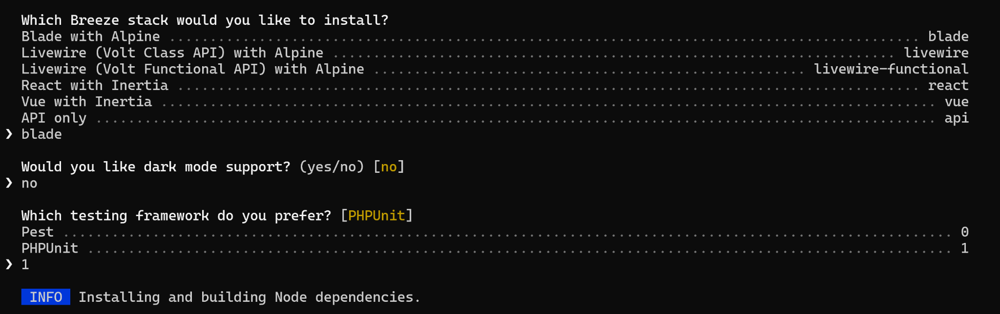 Which Breeze stack would you like to install?
Blade with Alpine ............................................................................................ blade
Livewire (Volt Class API) with Alpine ..................................................................... livewire
Livewire (Volt Functional API) with Alpine ..................................................... livewire-functional
React with Inertia ........................................................................................... react
Vue with Inertia ............................................................................................... vue
API only ....................................................................................................... api
❯ blade
Would you like dark mode support? (yes/no) [no]
❯ no
Which testing framework do you prefer? [PHPUnit]
Pest ............................................................................................................. 0
PHPUnit .......................................................................................................... 1
❯ 1
INFO Installing and building Node dependencies.